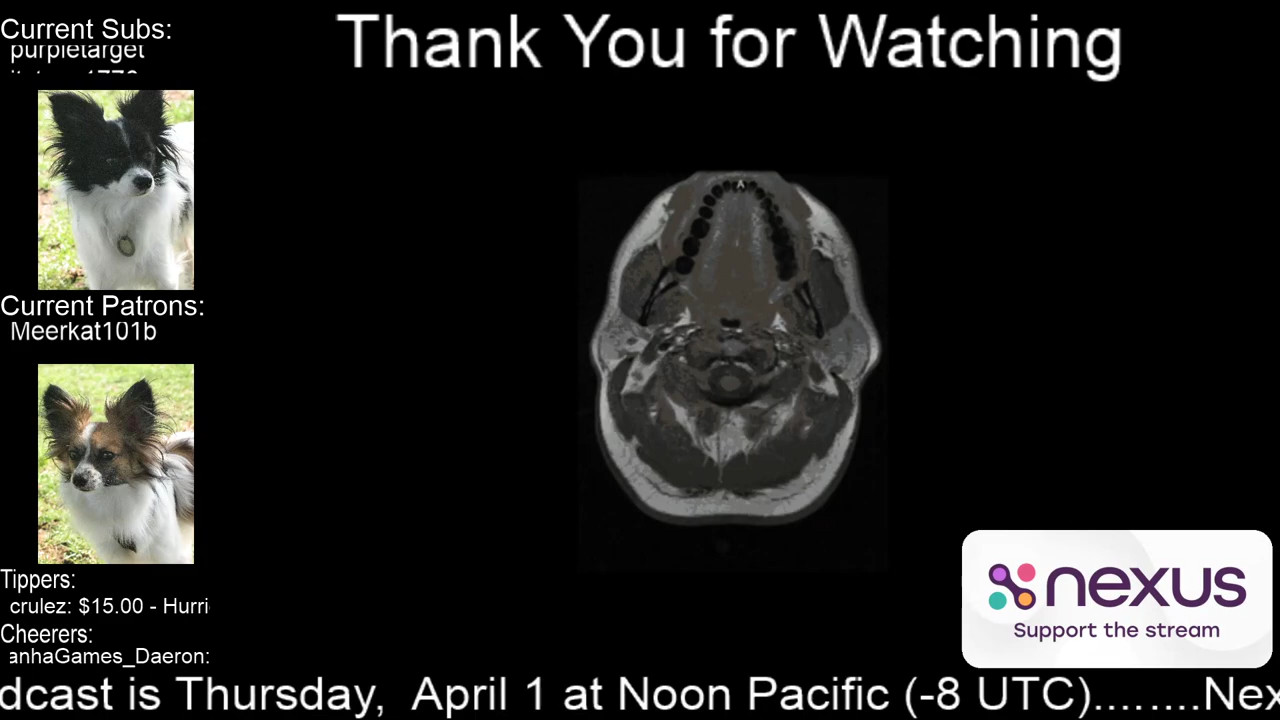 Current Subs:
purpletarget
Thank You for Watching
A
Current Patrons:
Meerkat101b
Tippers:
crulez: $15.00 - Hurri
Cheerers:
anhaGames_Daeron:
nexus
Support the stream
dcast is Thursday,  April 1 at Noon Pacific (-8 UTC)........Nex